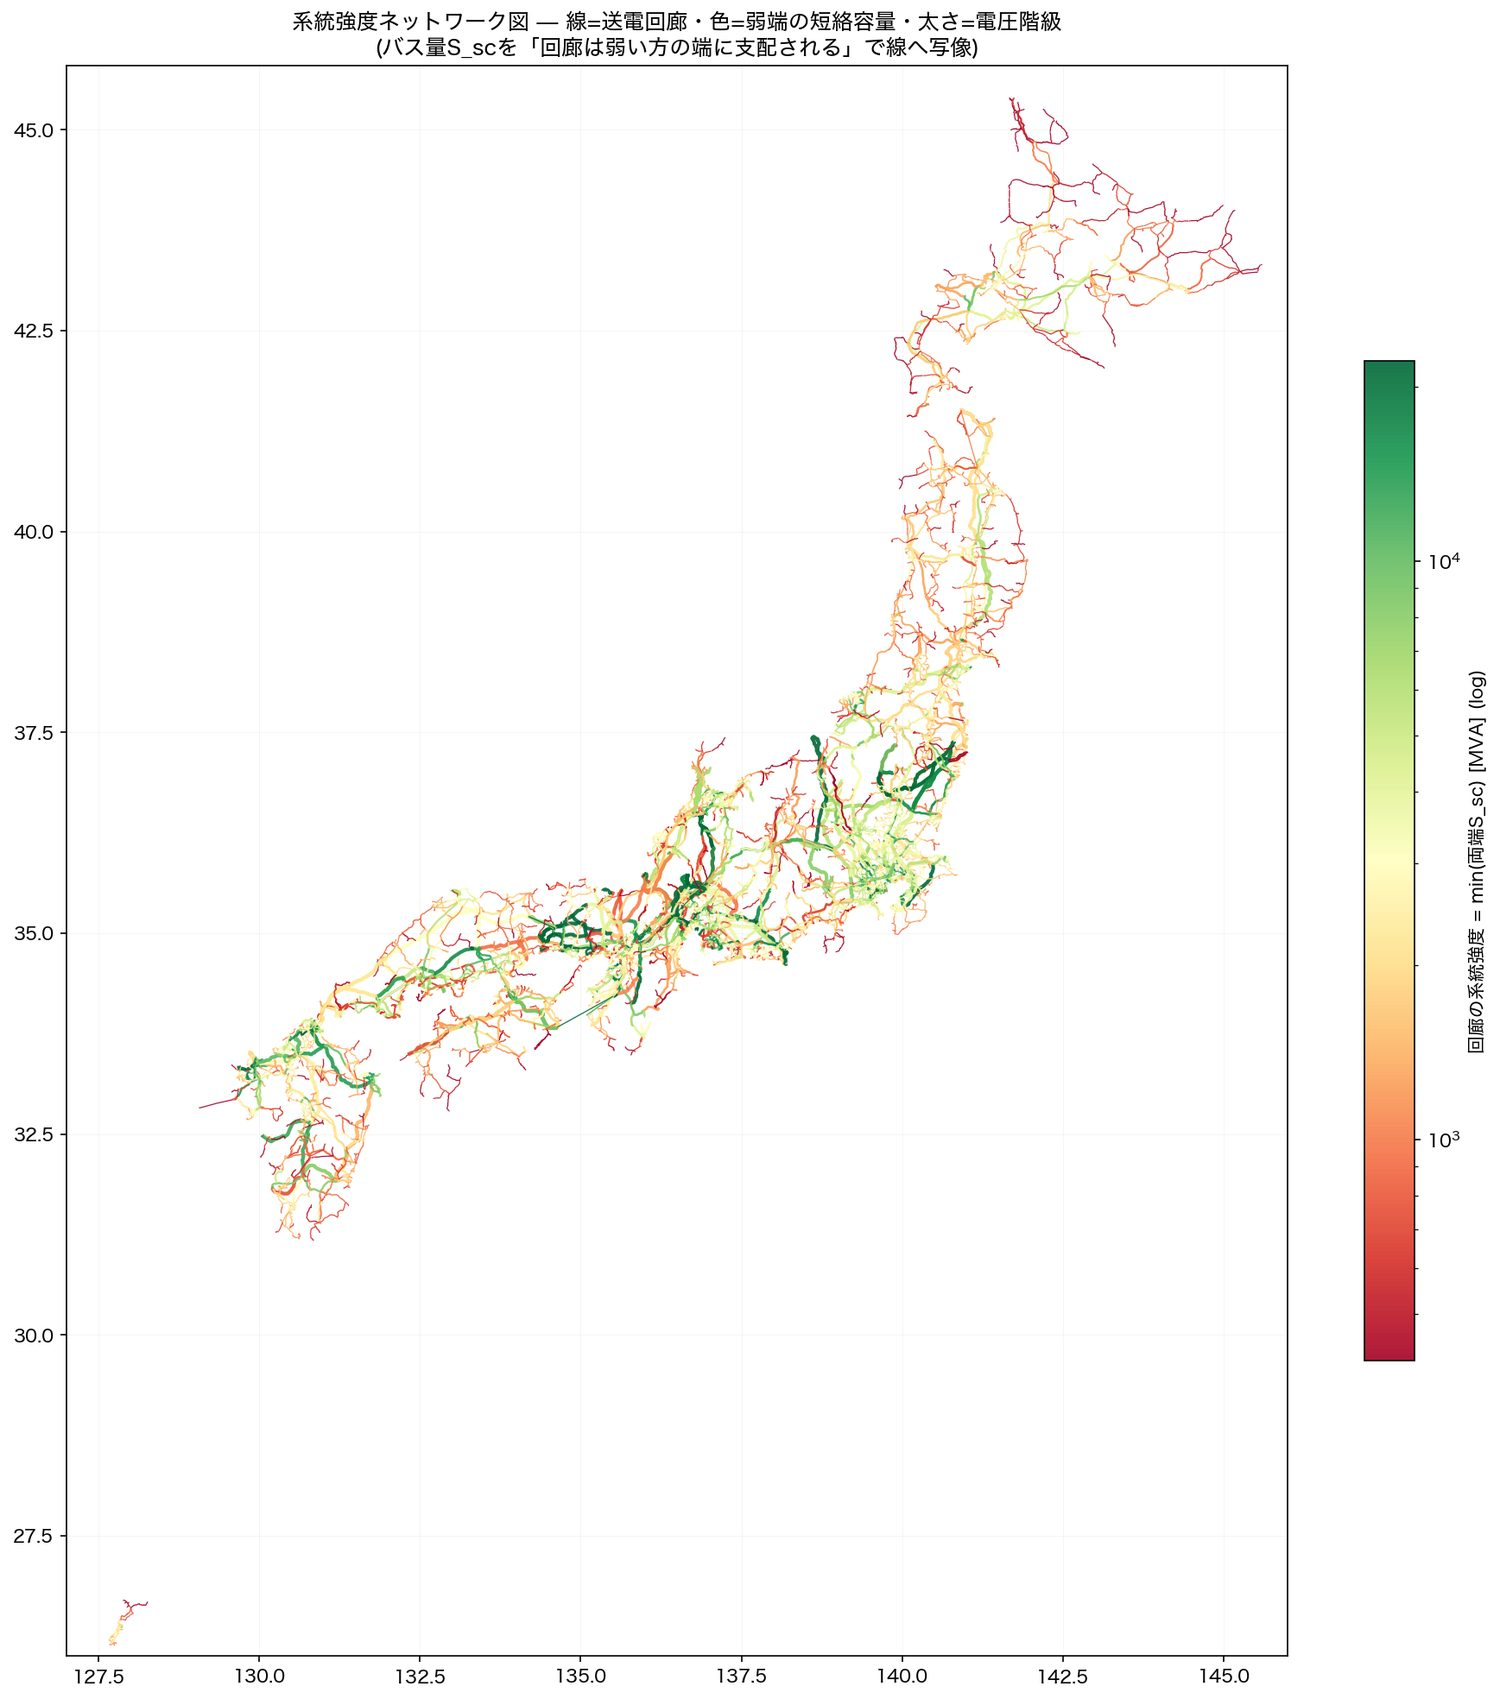 系統強度ネットワーク図 — 線=送電回廊・色=弱端の短絡容量・太さ=電圧階級
(バス量S_scを「回廊は弱い方の端に支配される」で線へ写像)
45.0
42.5
40.0
37.5
35.0
32.5
30.0
27.5
127.5 130.0 132.5 135.0 137.5 140.0 142.5 145.0
10⁴
10³
回廊の系統強度 = min(両端S_sc) [MVA] (log)